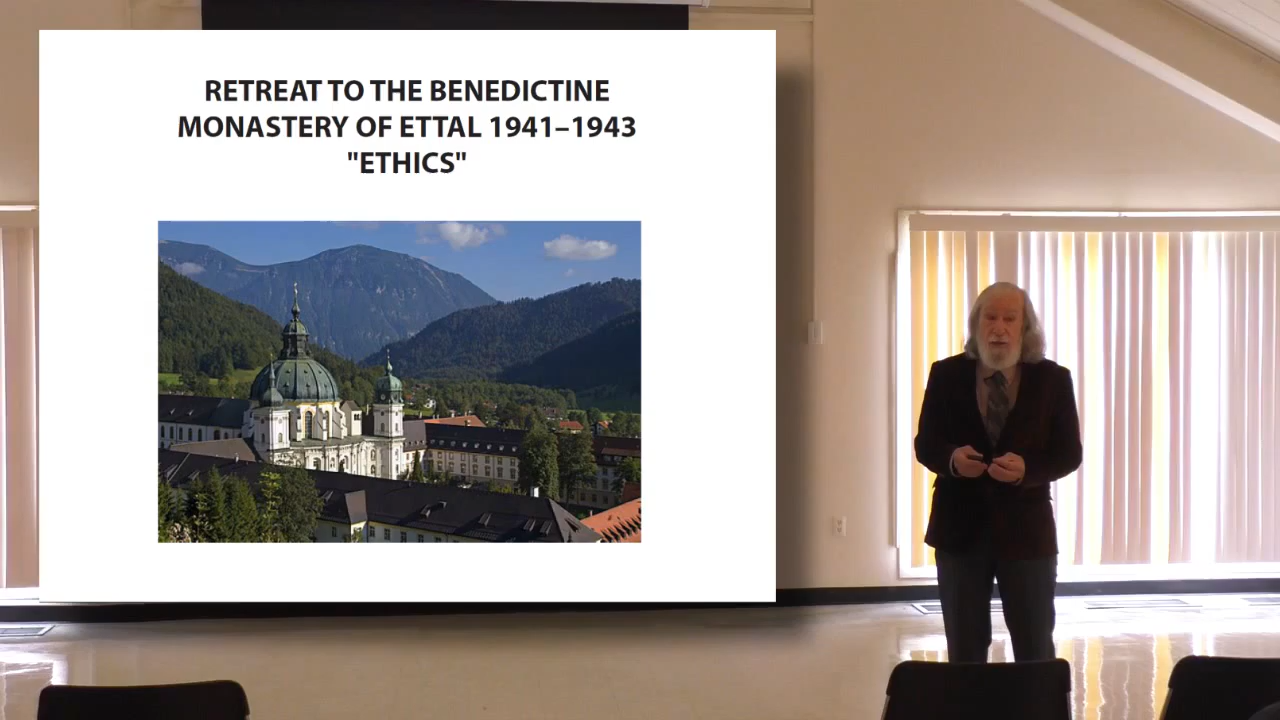 RETREAT TO THE BENEDICTINE
MONASTERY OF ETTAL 1941–1943
"ETHICS"